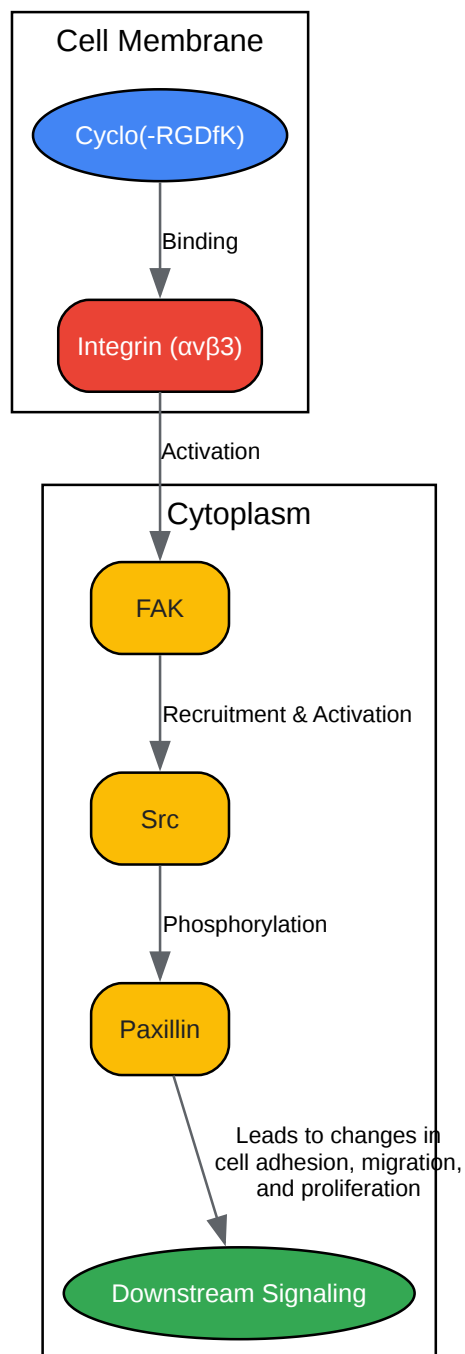 Cell Membrane
Cyclo(-RGDfK)
Binding
Integrin (αvβ3)
Activation
Cytoplasm
FAK
Recruitment & Activation
Src
Phosphorylation
Paxillin
Leads to changes in
cell adhesion, migration,
and proliferation
Downstream Signaling